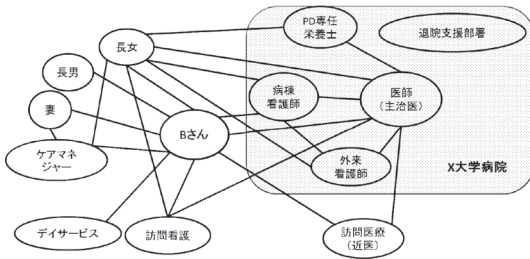 PD専任
栄養士
退院支援部署
長女
長男
病棟
看護師
医師
(主治医)
妻
Bさん
ケアマネ
ジャー
外来
看護師
X大学病院
デイサービス
訪問看護
訪問医療
(近医)